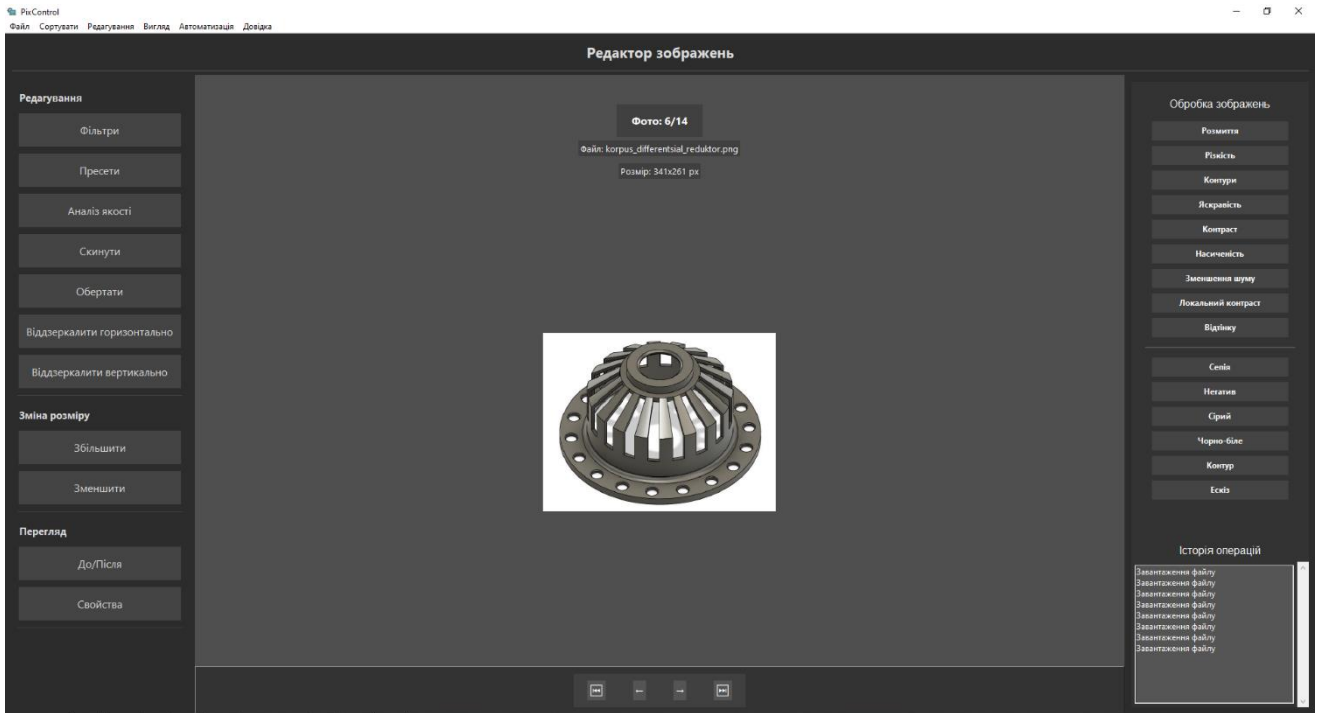 PixControl
Файл Сортувати Редагування Вигляд Автоматизація Довідка
Редактор зображень
Редагування
Фільтри
Пресети
Аналіз якості
Скинути
Обертати
Віддзеркалити горизонтально
Віддзеркалити вертикально
Зміна розміру
Збільшити
Зменшити
Перегляд
До/Після
Свойства
Фото: 6/14
Файл: korpus_differentsial_reduktor.png
Розмір: 341x261 px
Обробка зображень
Розмиття
Різкість
Контури
Яскравість
Контраст
Насиченість
Зменшення шуму
Локальний контраст
Відтінку
Сепія
Негатив
Сірий
Чорно-біле
Контур
Ескіз
Історія операцій
Завантаження файлу
Завантаження файлу
Завантаження файлу
Завантаження файлу
Завантаження файлу
Завантаження файлу
Завантаження файлу
Завантаження файлу